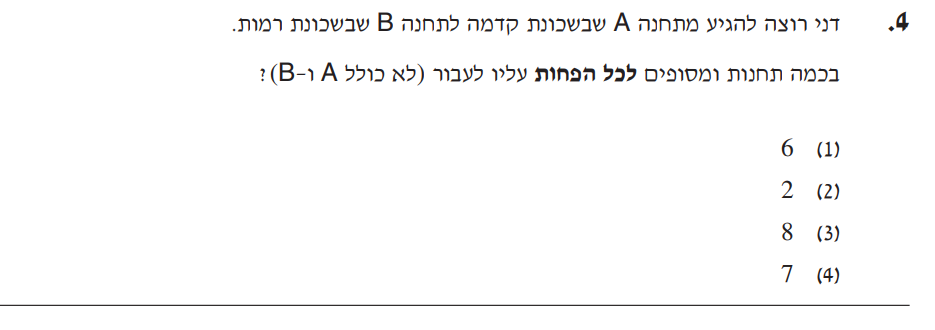 4. דני רוצה להגיע מתחנה A שבשכונת קדמה לתחנה B שבשכונת רמות.
בכמה תחנות ומסופים לכל הפחות עליו לעבור (לא כולל A ו-B)?
(1) 6
(2) 2
(3) 8
(4) 7